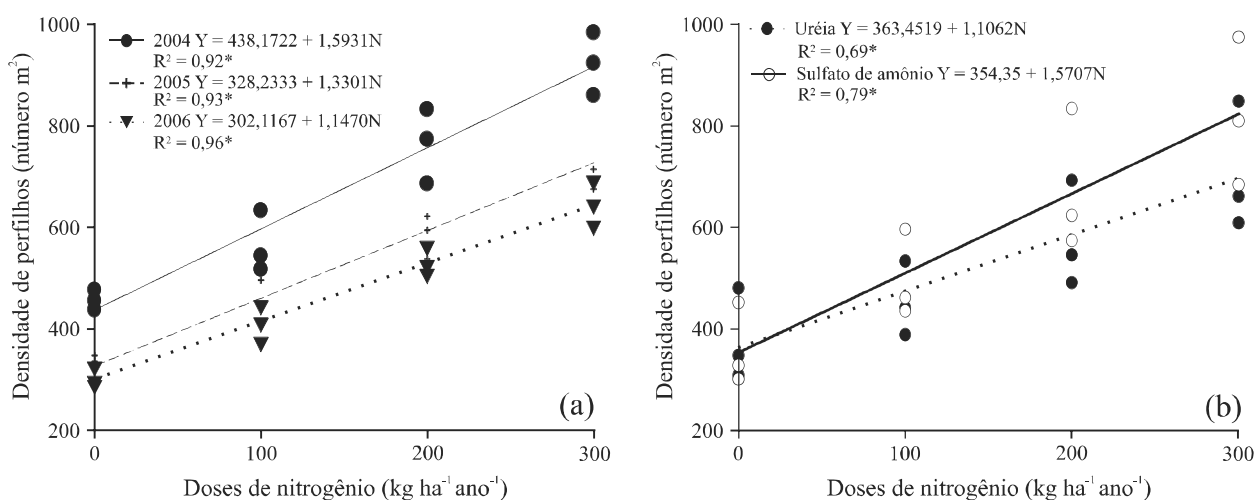 1000
800
600
400
200
Densidade de perfilhos (número m²)
2004 Y = 438,1722 + 1,5931N
R² = 0,92*
2005 Y = 328,2333 + 1,3301N
R² = 0,93*
2006 Y = 302,1167 + 1,1470N
R² = 0,96*
(a)
0 100 200 300
Doses de nitrogênio (kg ha⁻¹ ano⁻¹)
1000
800
600
400
200
Densidade de perfilhos (número m²)
Uréia Y = 363,4519 + 1,1062N
R² = 0,69*
Sulfato de amônio Y = 354,35 + 1,5707N
R² = 0,79*
(b)
0 100 200 300
Doses de nitrogênio (kg ha⁻¹ ano⁻¹)